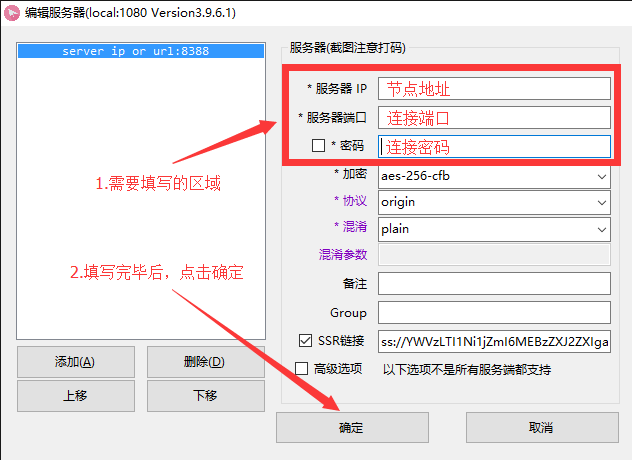 编辑服务器(local:1080 Version3.9.6.1)
server ip or url:8388
服务器(截图注意打码)
* 服务器 IP
节点地址
* 服务器端口
连接端口
* 密码
连接密码
* 加密
aes-256-cfb
1.需要填写的区域
* 协议
origin
* 混淆
plain
混淆参数
2.填写完毕后，点击确定
备注
Group
SSR链接
ss://YWVzLTI1Ni1jZmI6MEBzZXJ2ZXIga
添加(A)
删除(D)
高级选项
以下选项不是所有服务端都支持
上移
下移
确定
取消